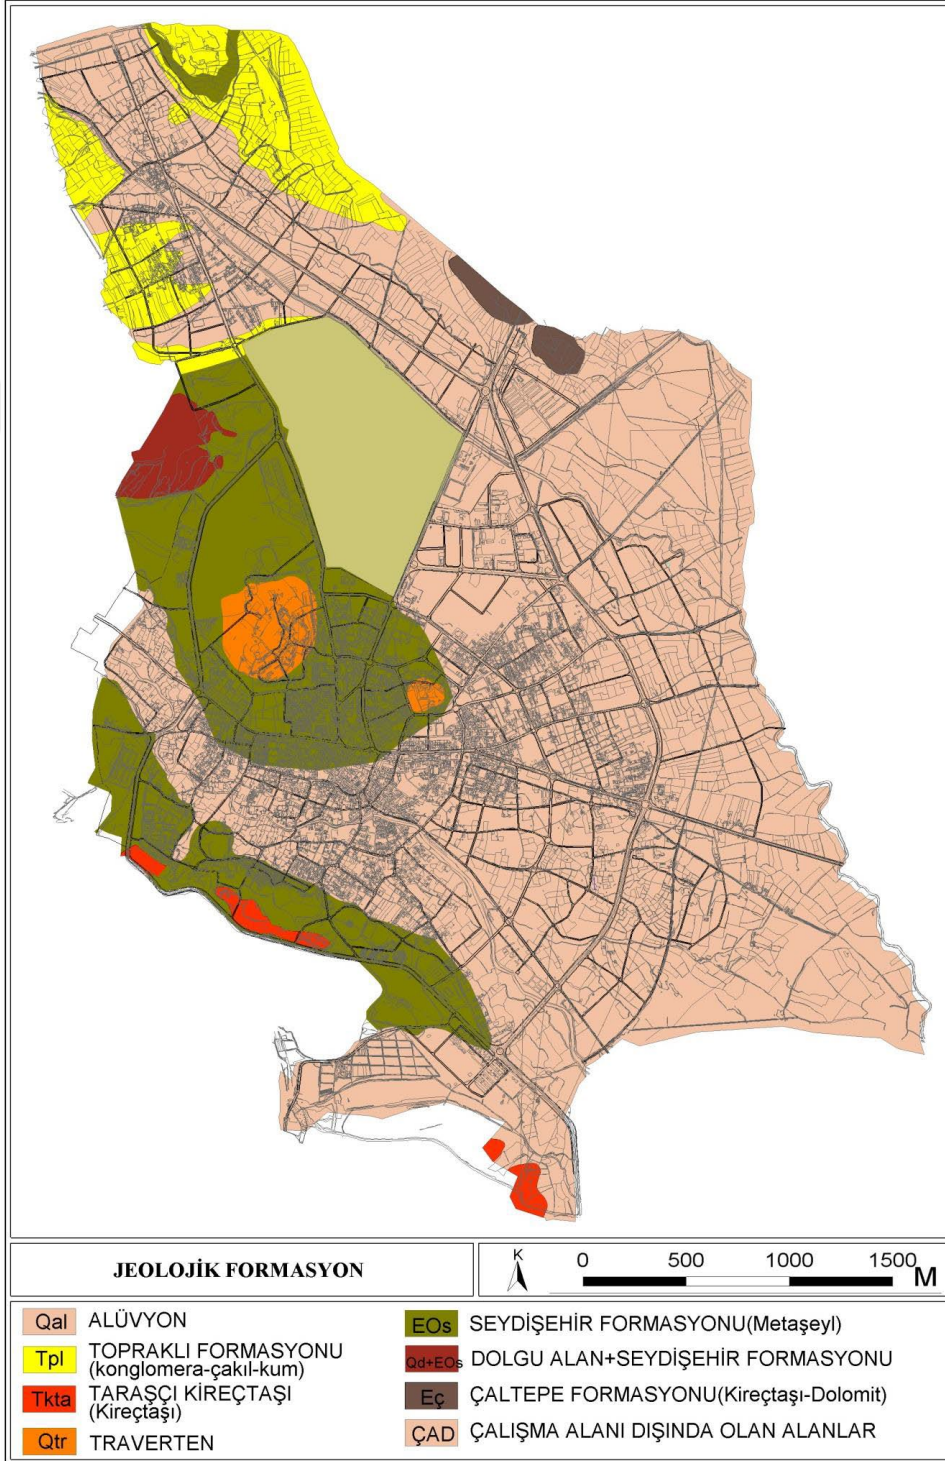 JEOLOJİK FORMASYON
K
0 500 1000 1500 M
Qal ALÜVYON
Tpl TOPRAKLI FORMASYONU
(konglomera-çakıl-kum)
Tkta TARAŞÇI KİREÇTAŞI
(Kireçtaşı)
Qtr TRAVERTEN
EOs SEYDİŞEHİR FORMASYONU(Metaşeyl)
Qd+EOs DOLGU ALAN+SEYDİŞEHİR FORMASYONU
Eç ÇALTEPE FORMASYONU(Kireçtaşı-Dolomit)
ÇAD ÇALIŞMA ALANI DIŞINDA OLAN ALANLAR